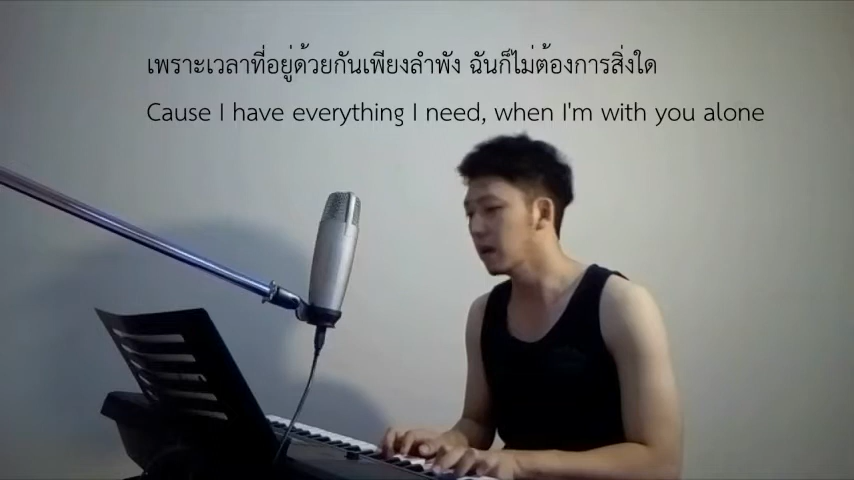 เพราะเวลาที่อยู่ด้วยกันเพียงลำพัง ฉันก็ไม่ต้องการสิ่งใด
Cause I have everything I need, when I'm with you alone